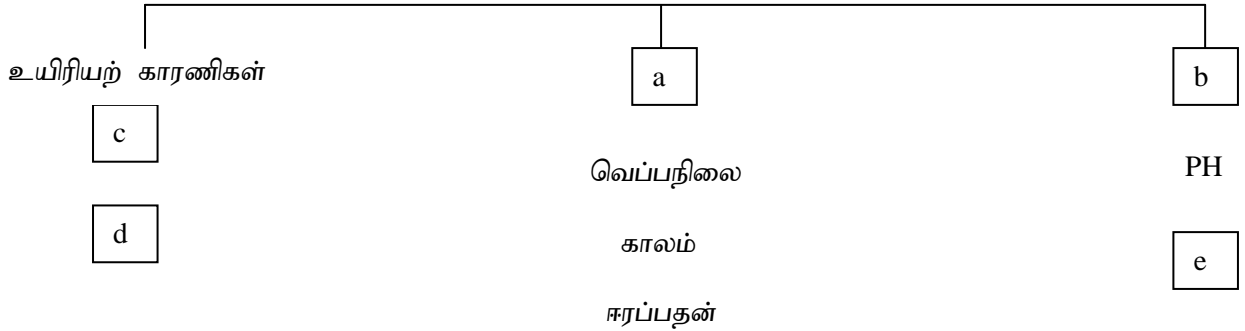 உயிரியற் காரணிகள்
a
b
c
வெப்பநிலை
PH
d
காலம்
e
ஈரப்பதன்